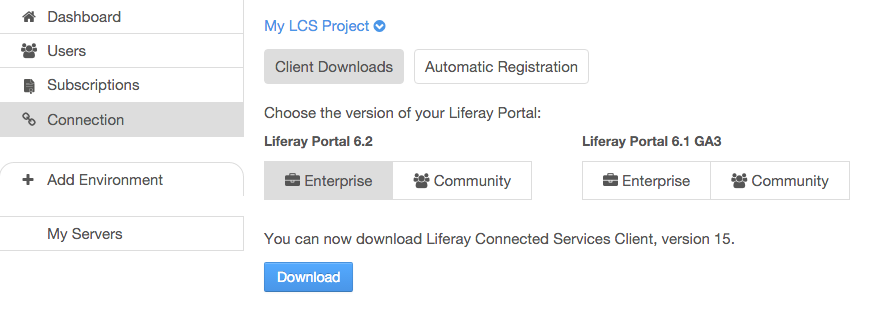 Dashboard
Users
Subscriptions
Connection
Add Environment
My Servers
My LCS Project
Client Downloads
Automatic Registration
Choose the version of your Liferay Portal:
Liferay Portal 6.2
Enterprise
Community
Liferay Portal 6.1 GA3
Enterprise
Community
You can now download Liferay Connected Services Client, version 15.
Download